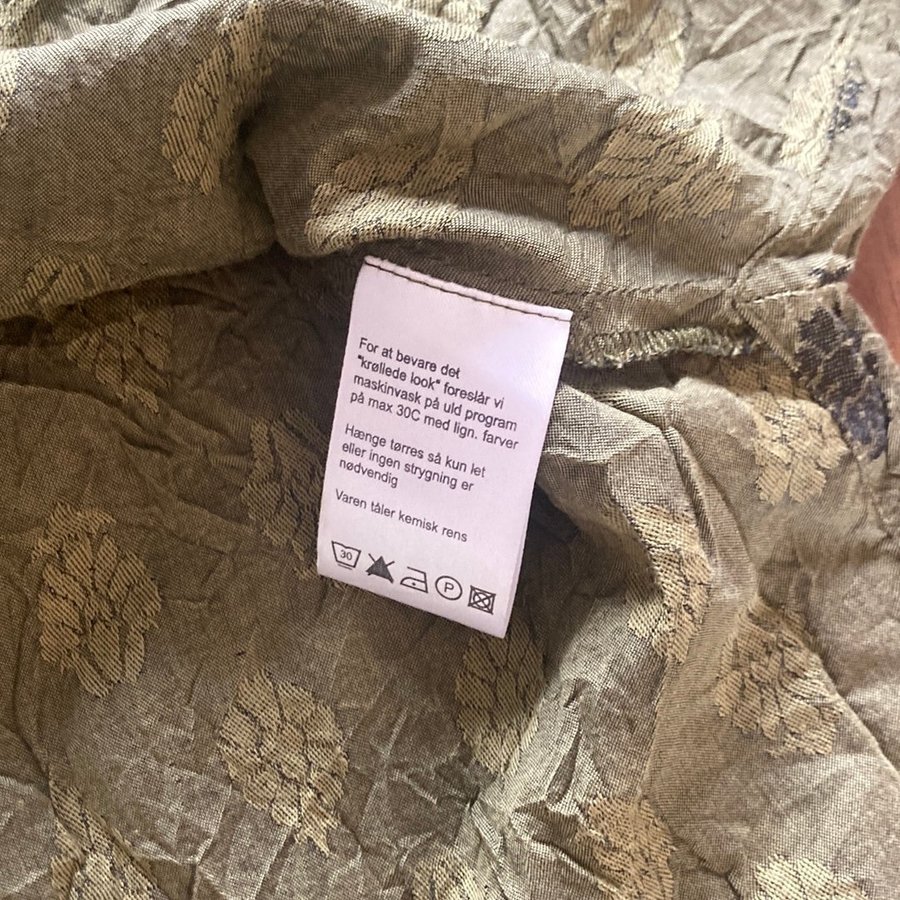 For at bevare det
"krøllede look" foreslår vi
maskinvask på uld program
på max 30C med lign. farver
Hænge tørres så kun let
eller ingen strygning er
nødvendig
Varen tåler kemisk rens
30 P